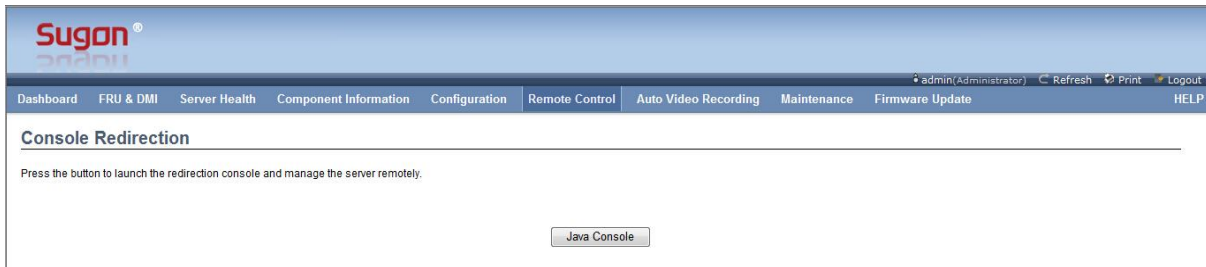 Sugon®
admin(Administrator) Refresh Print Logout
Dashboard FRU & DMI Server Health Component Information Configuration Remote Control Auto Video Recording Maintenance Firmware Update HELP
Console Redirection
Press the button to launch the redirection console and manage the server remotely.
Java Console